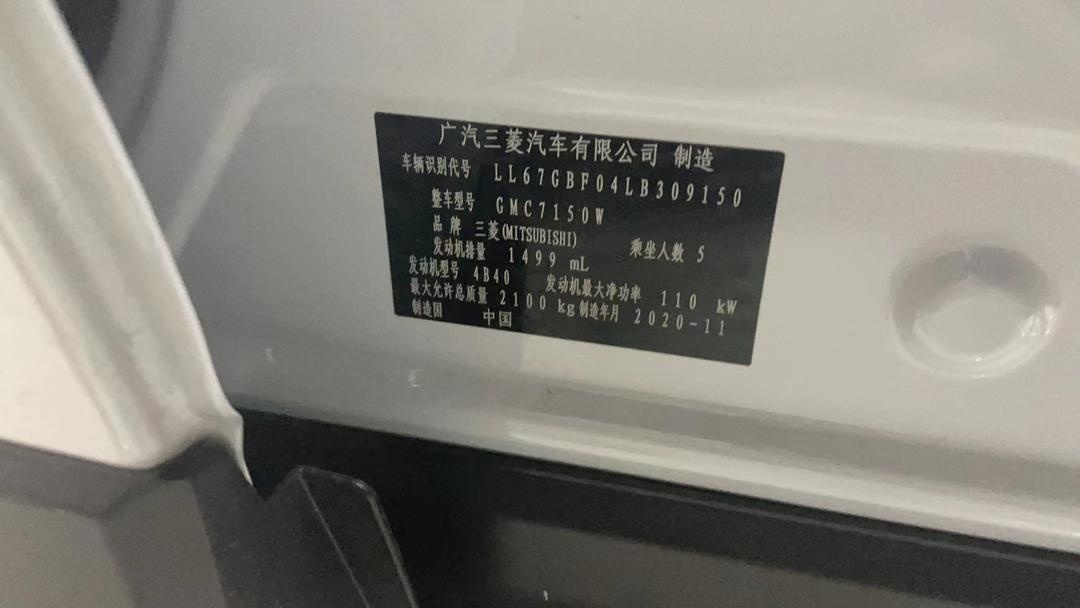 广汽三菱汽车有限公司 制造
车辆识别代号 LL67GBF04LB309150
整车型号 GMC7150W
品牌 三菱(MITSUBISHI) 乘坐人数 5
发动机排量 1499 mL
发动机型号 4B40 发动机最大净功率 110 kW
最大允许总质量 2100 kg 制造年月 2020-11
制造国 中国